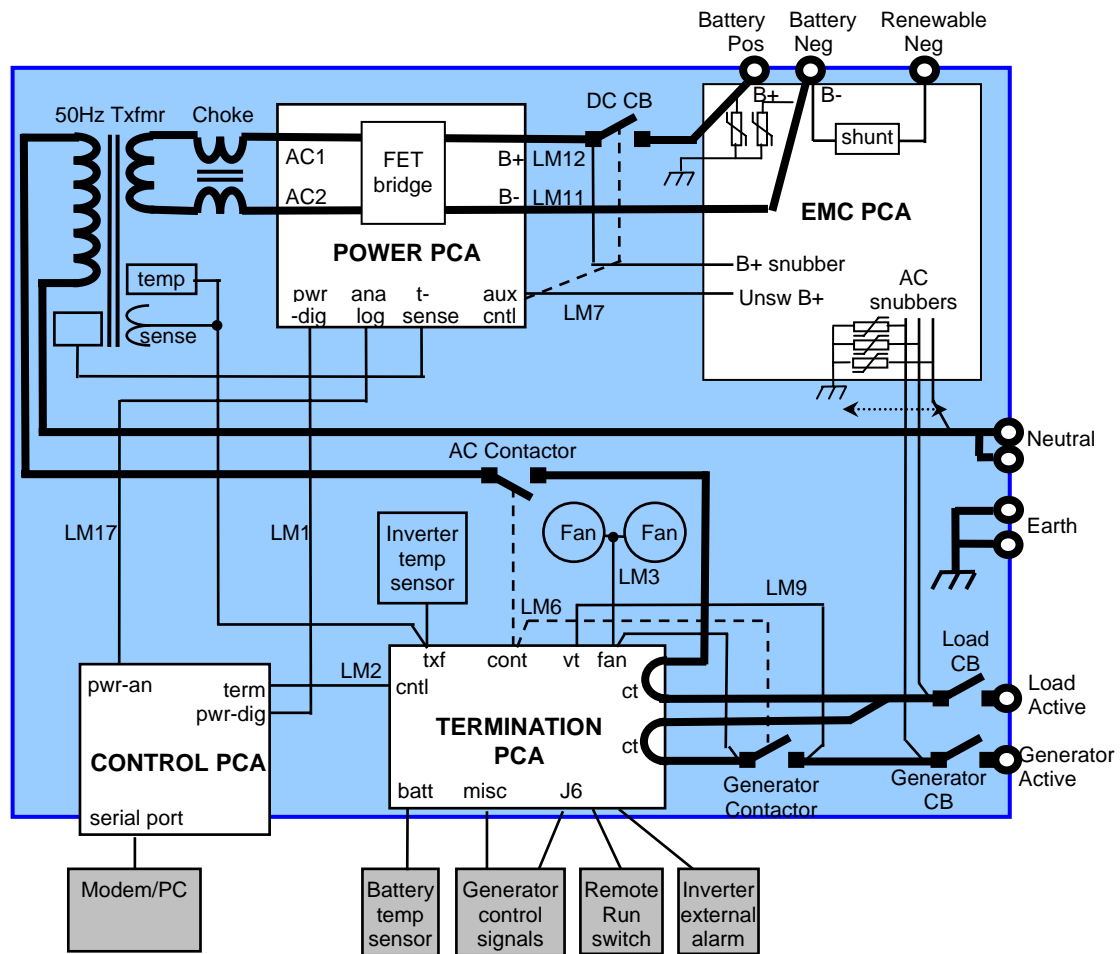 Battery
Pos
Battery
Neg
Renewable
Neg
50Hz Txfmr
Choke
DC CB
B+
B-
shunt
AC1
AC2
FET
bridge
B+
B-
LM12
LM11
EMC PCA
POWER PCA
temp
sense
pwr
-dig
ana
log
t-
sense
aux
cntl
LM7
B+ snubber
Unsw B+
AC
snubbers
Neutral
AC Contactor
Earth
LM17
LM1
Inverter
temp
sensor
Fan
Fan
LM3
LM9
LM6
Load
CB
Load
Active
txf
cont
vt
fan
ct
pwr-an
term
pwr-dig
LM2
cntl
TERMINATION
PCA
ct
CONTROL PCA
serial port
batt
misc
J6
Generator
Contactor
Generator
CB
Generator
Active
Modem/PC
Battery
temp
sensor
Generator
control
signals
Remote
Run
switch
Inverter
external
alarm